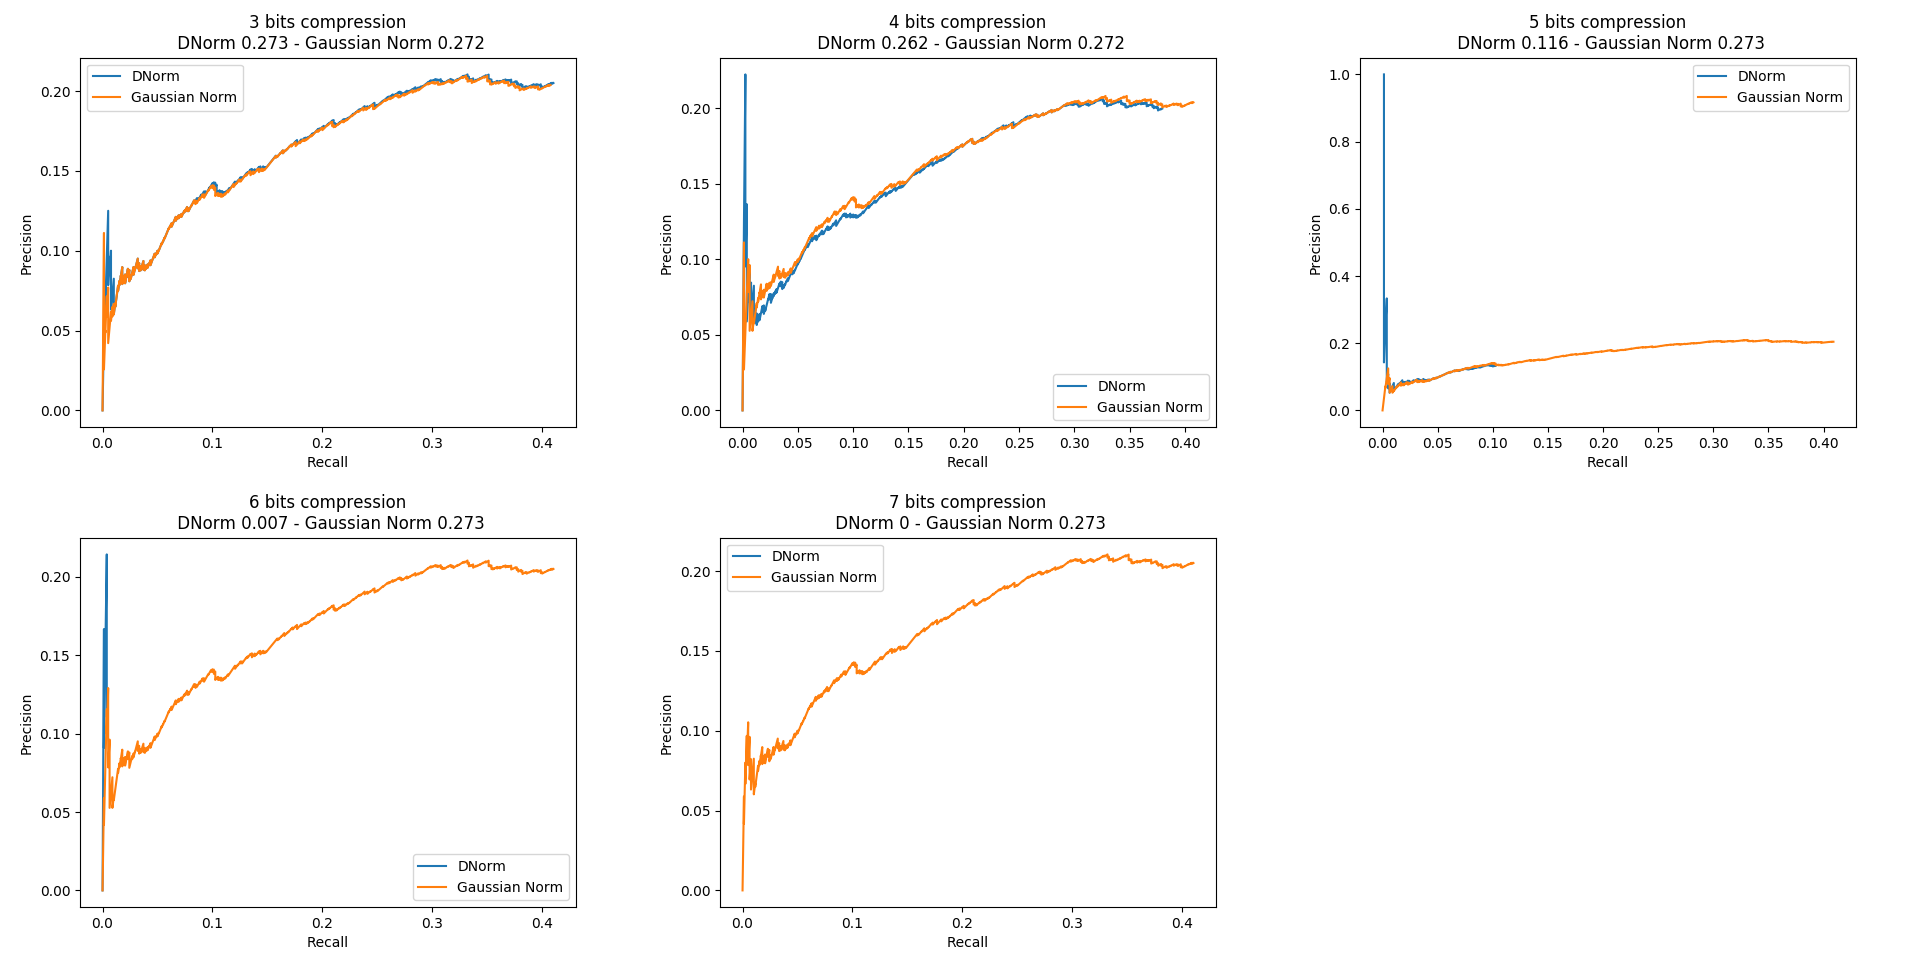 3 bits compression
DNorm 0.273 - Gaussian Norm 0.272
DNorm
Gaussian Norm
Precision
0.20
0.15
0.10
0.05
0.00
0.0 0.1 0.2 0.3 0.4
Recall
4 bits compression
DNorm 0.262 - Gaussian Norm 0.272
Precision
0.20
0.15
0.10
0.05
0.00
DNorm
Gaussian Norm
0.00 0.05 0.10 0.15 0.20 0.25 0.30 0.35 0.40
Recall
5 bits compression
DNorm 0.116 - Gaussian Norm 0.273
DNorm
Gaussian Norm
Precision
1.0
0.8
0.6
0.4
0.2
0.0
0.00 0.05 0.10 0.15 0.20 0.25 0.30 0.35 0.40
Recall
6 bits compression
DNorm 0.007 - Gaussian Norm 0.273
Precision
0.20
0.15
0.10
0.05
0.00
DNorm
Gaussian Norm
0.0 0.1 0.2 0.3 0.4
Recall
7 bits compression
DNorm 0 - Gaussian Norm 0.273
DNorm
Gaussian Norm
Precision
0.20
0.15
0.10
0.05
0.00
0.0 0.1 0.2 0.3 0.4
Recall